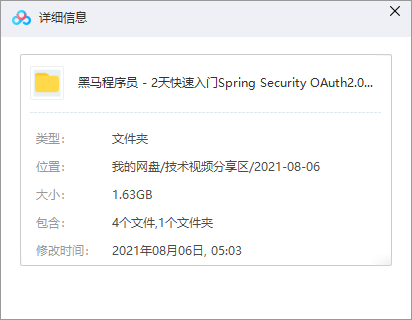 详细信息
黑马程序员 - 2天快速入门Spring Security OAuth2.0...
类型： 文件夹
位置： 我的网盘/技术视频分享区/2021-08-06
大小： 1.63GB
包含： 4个文件,1个文件夹
修改时间： 2021年08月06日, 05:03